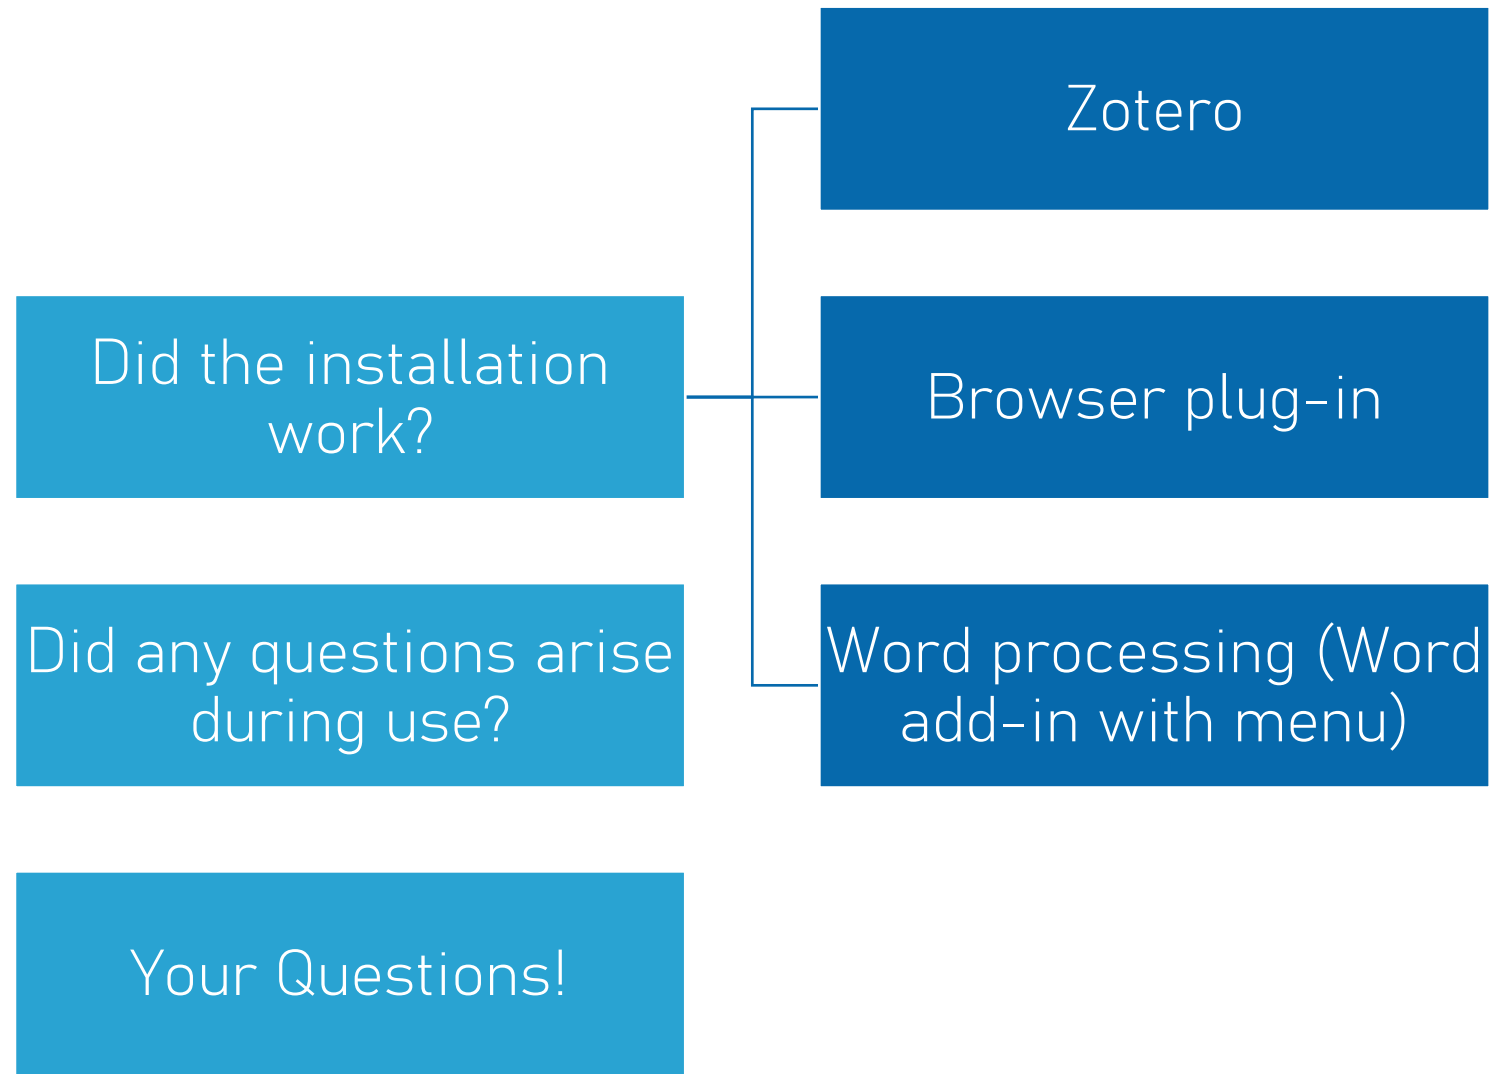 Did the installation
work?
Zotero
Browser plug-in
Word processing (Word
add-in with menu)
Did any questions arise
during use?
Your Questions!